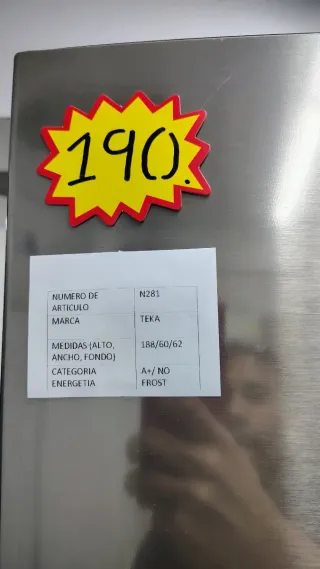 190.
NUMERO DE N281
ARTICULO
MARCA TEKA
MEDIDAS (ALTO, 188/60/62
ANCHO, FONDO)
CATEGORIA A+/ NO
ENERGETIA FROST